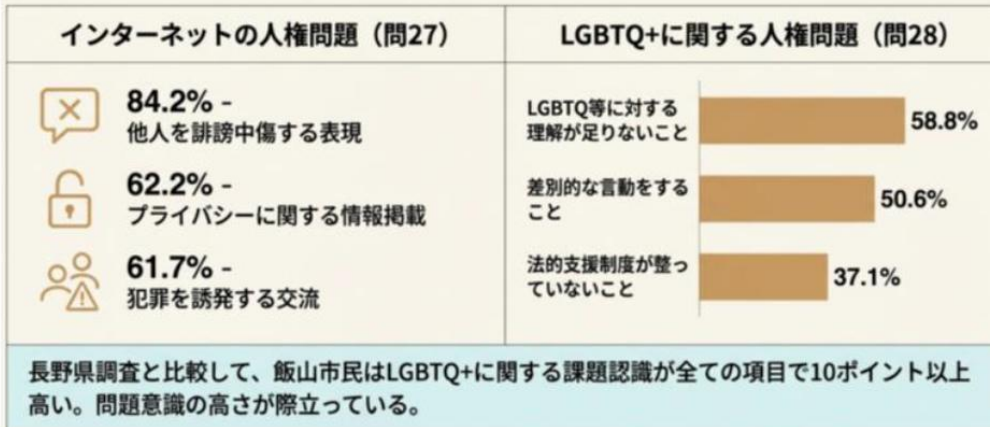 インターネットの人権問題（問27）
84.2% -
他人を誹謗中傷する表現
62.2% -
プライバシーに関する情報掲載
61.7% -
犯罪を誘発する交流
LGBTQ+に関する人権問題（問28）
LGBTQ等に対する
理解が足りないこと
58.8%
差別的な言動をする
こと
50.6%
法的支援制度が整っ
ていないこと
37.1%
長野県調査と比較して、飯山市民はLGBTQ+に関する課題認識が全ての項目で10ポイント以上
高い。問題意識の高さが際立っている。